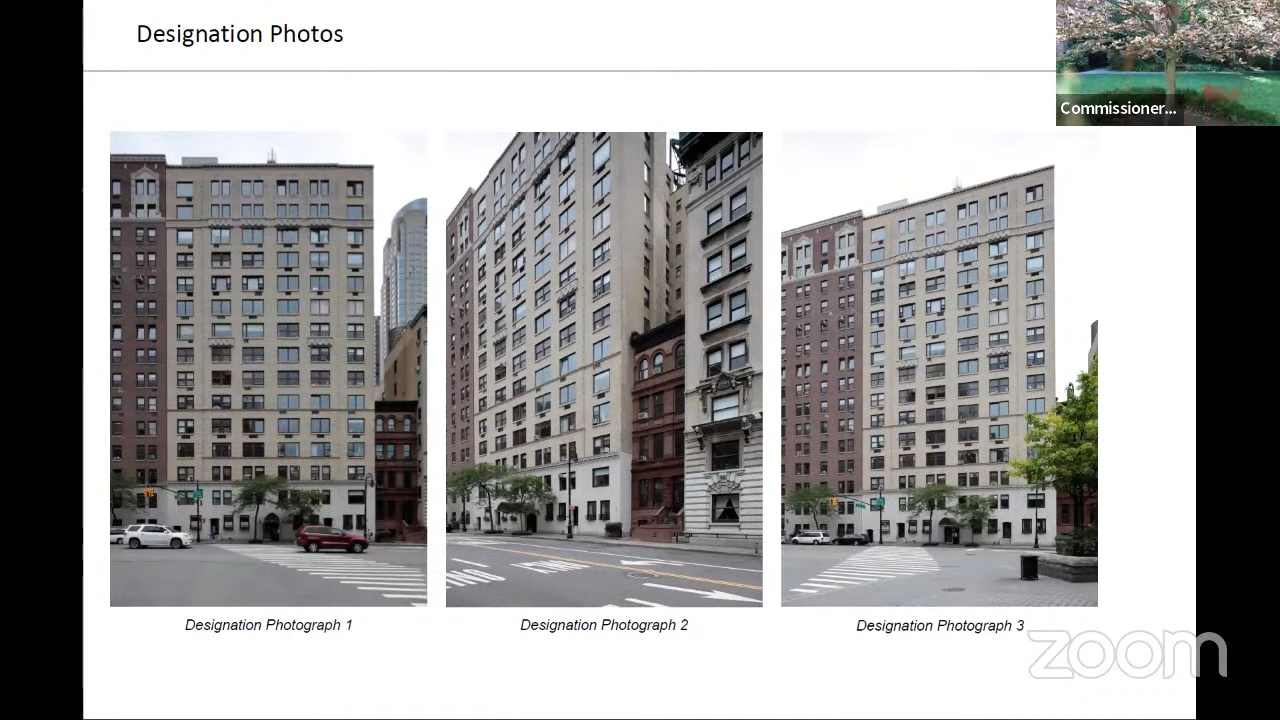 Designation Photos
Commissioner...
Designation Photograph 1
Designation Photograph 2
Designation Photograph 3
zoom